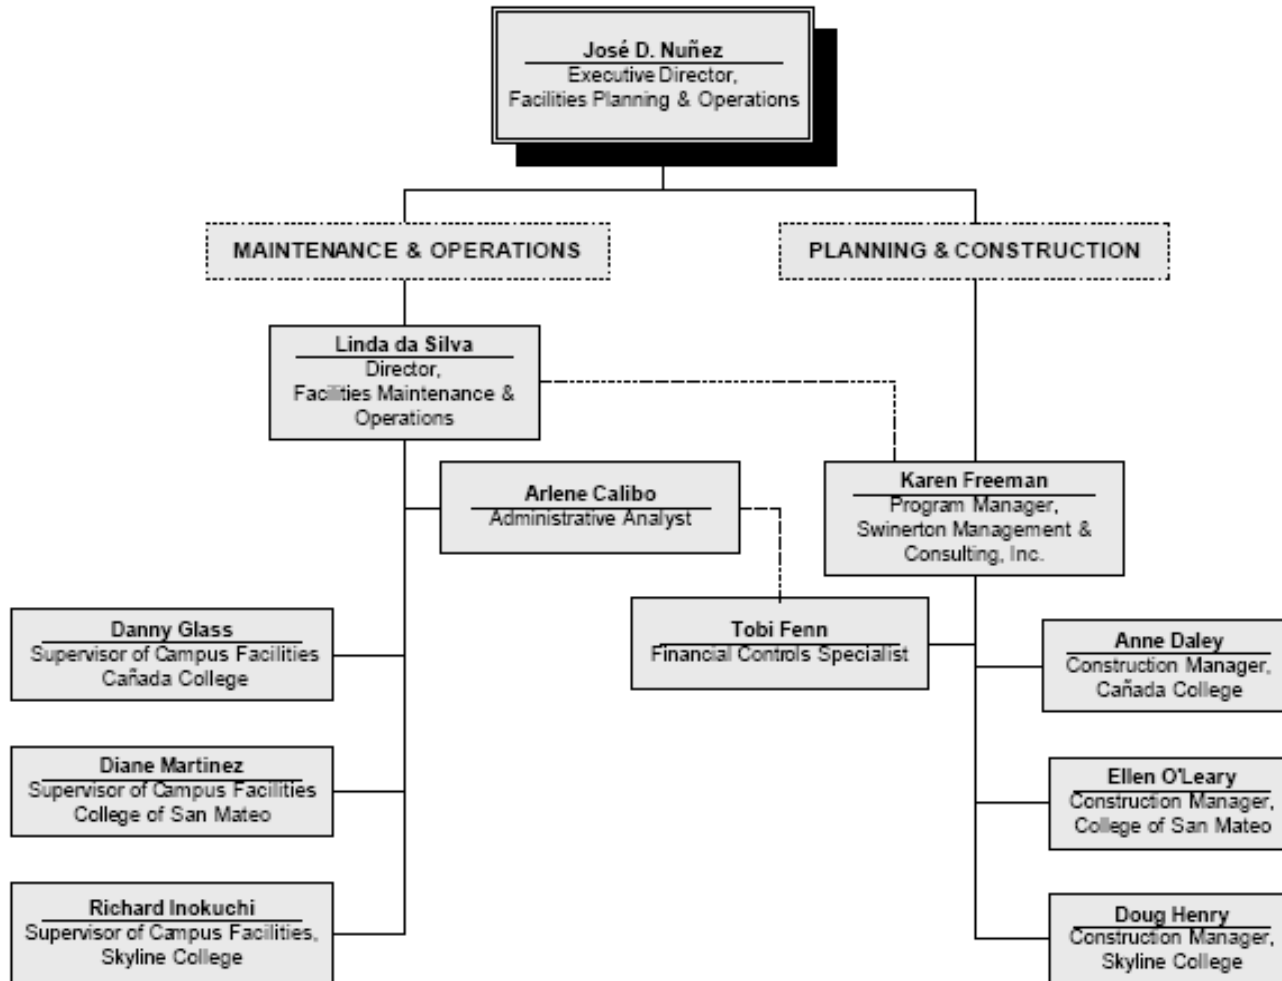 José D. Nuñez
Executive Director,
Facilities Planning & Operations
MAINTENANCE & OPERATIONS
PLANNING & CONSTRUCTION
Linda da Silva
Director,
Facilities Maintenance &
Operations
Arlene Calibo
Administrative Analyst
Karen Freeman
Program Manager,
Swinerton Management &
Consulting, Inc.
Danny Glass
Supervisor of Campus Facilities
Cañada College
Tobi Fenn
Financial Controls Specialist
Anne Daley
Construction Manager,
Cañada College
Diane Martinez
Supervisor of Campus Facilities
College of San Mateo
Ellen O'Leary
Construction Manager,
College of San Mateo
Richard Inokuchi
Supervisor of Campus Facilities,
Skyline College
Doug Henry
Construction Manager,
Skyline College